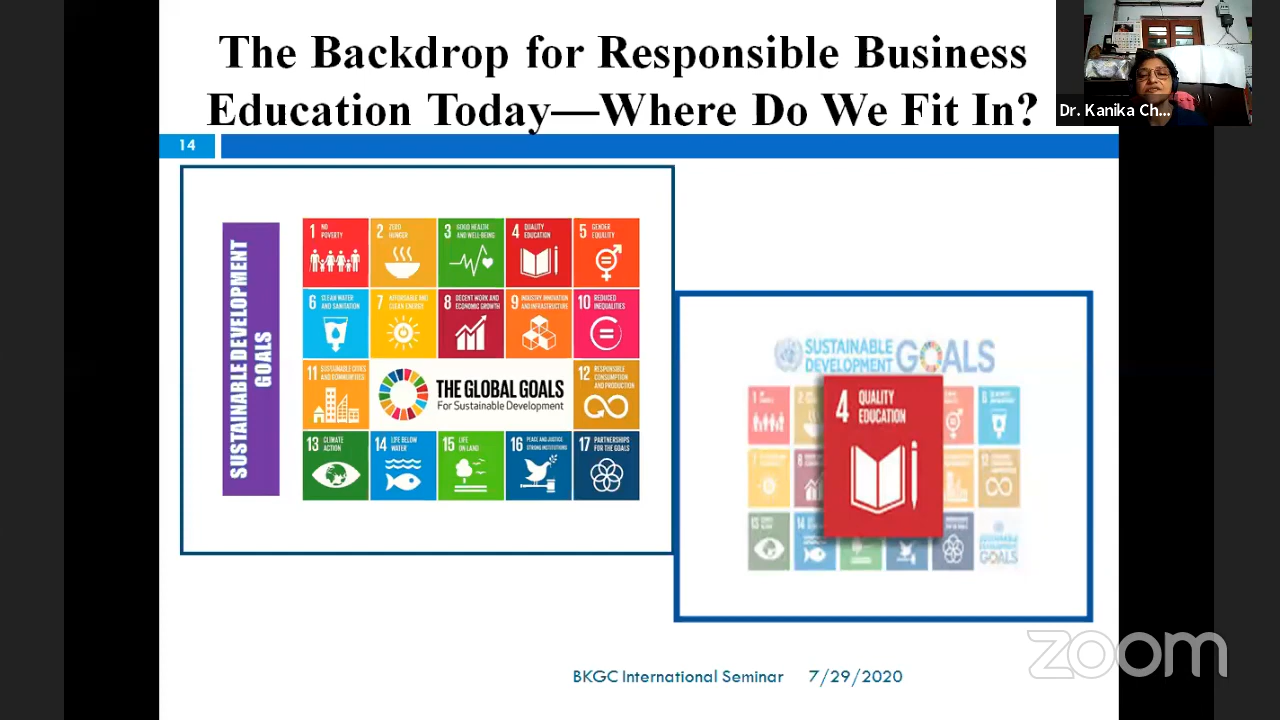 The Backdrop for Responsible Business
Education Today—Where Do We Fit In?
Dr. Kanika Ch...
14
SUSTAINABLE DEVELOPMENT
GOALS
1 NO
POVERTY
2 ZERO
HUNGER
3 GOOD HEALTH
AND WELL-BEING
4 QUALITY
EDUCATION
5 GENDER
EQUALITY
6 CLEAN WATER
AND SANITATION
7 AFFORDABLE AND
CLEAN ENERGY
8 DECENT WORK AND
ECONOMIC GROWTH
9 INDUSTRY, INNOVATION
AND INFRASTRUCTURE
10 REDUCED
INEQUALITIES
11 SUSTAINABLE CITIES
AND COMMUNITIES
THE GLOBAL GOALS
For Sustainable Development
12 RESPONSIBLE
CONSUMPTION
AND PRODUCTION
13 CLIMATE
ACTION
14 LIFE BELOW
WATER
15 LIFE
ON LAND
16 PEACE AND JUSTICE
STRONG INSTITUTIONS
17 PARTNERSHIPS
FOR THE GOALS
SUSTAINABLE
DEVELOPMENT GOALS
4 QUALITY
EDUCATION
GOALS
zoom
BKGC International Seminar 7/29/2020